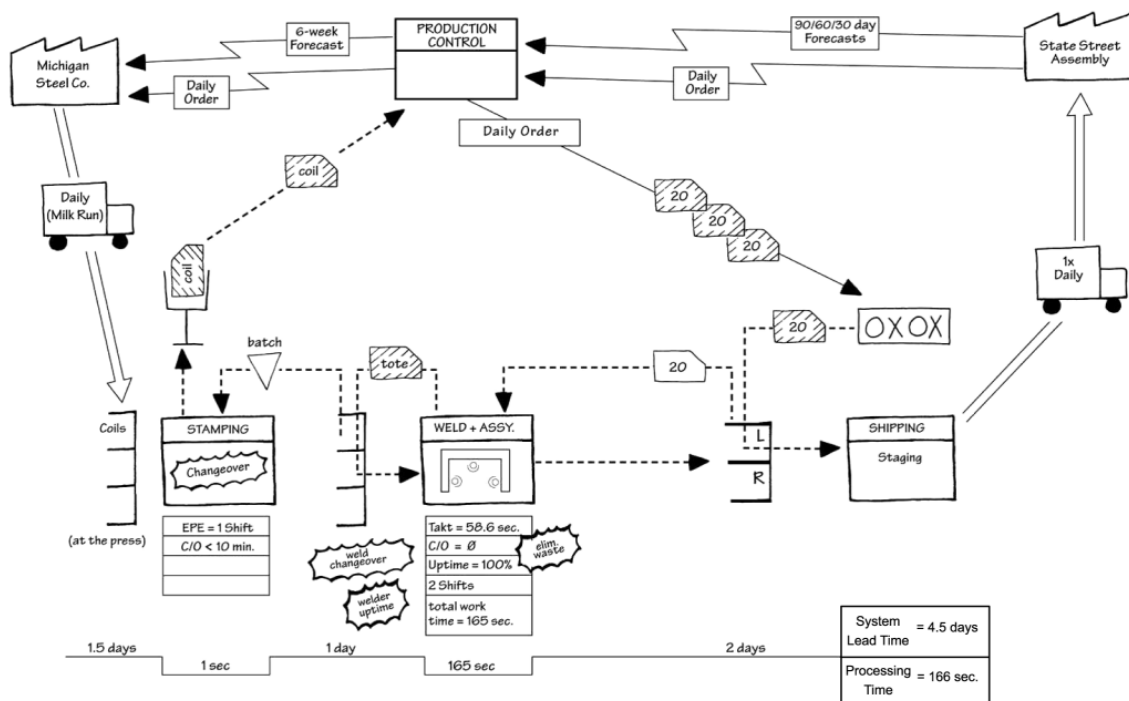 6-week
Forecast
PRODUCTION
CONTROL
90/60/30 day
Forecasts
Michigan
Steel Co.
State Street
Assembly
Daily
Order
Daily
Order
Daily Order
coil
20
20
20
Daily
(Milk Run)
coil
1x
Daily
20
OXOX
batch
tote
20
Coils
STAMPING
WELD + ASSY.
L
R
SHIPPING
Staging
Changeover
(at the press)
EPE = 1 Shift
C/O < 10 min.
Takt = 58.6 sec.
C/O = Ø
Uptime = 100%
2 Shifts
total work
time = 165 sec.
weld
changeover
elim.
waste
welder
uptime
System
Lead Time = 4.5 days
Processing
Time = 166 sec.
1.5 days
1 sec
1 day
165 sec
2 days